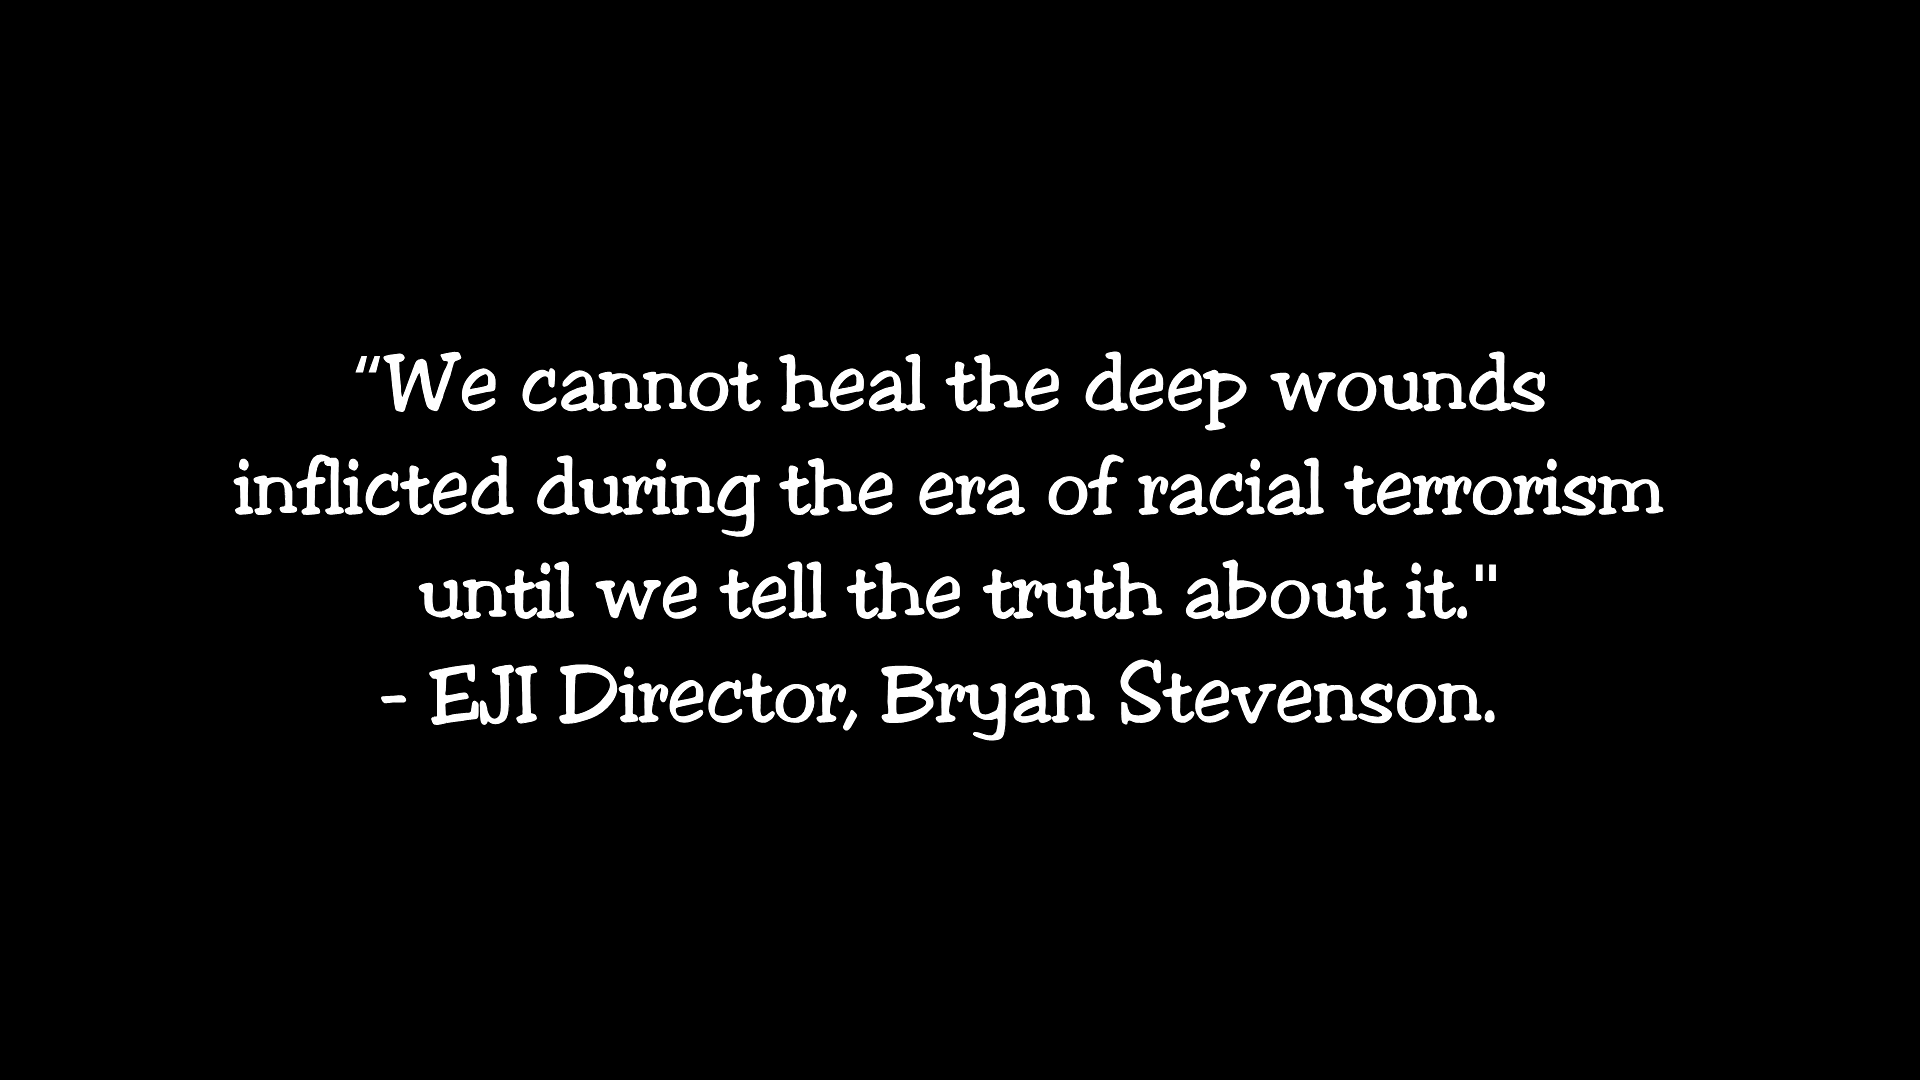 “We cannot heal the deep wounds
inflicted during the era of racial terrorism
until we tell the truth about it."
- EJI Director, Bryan Stevenson.